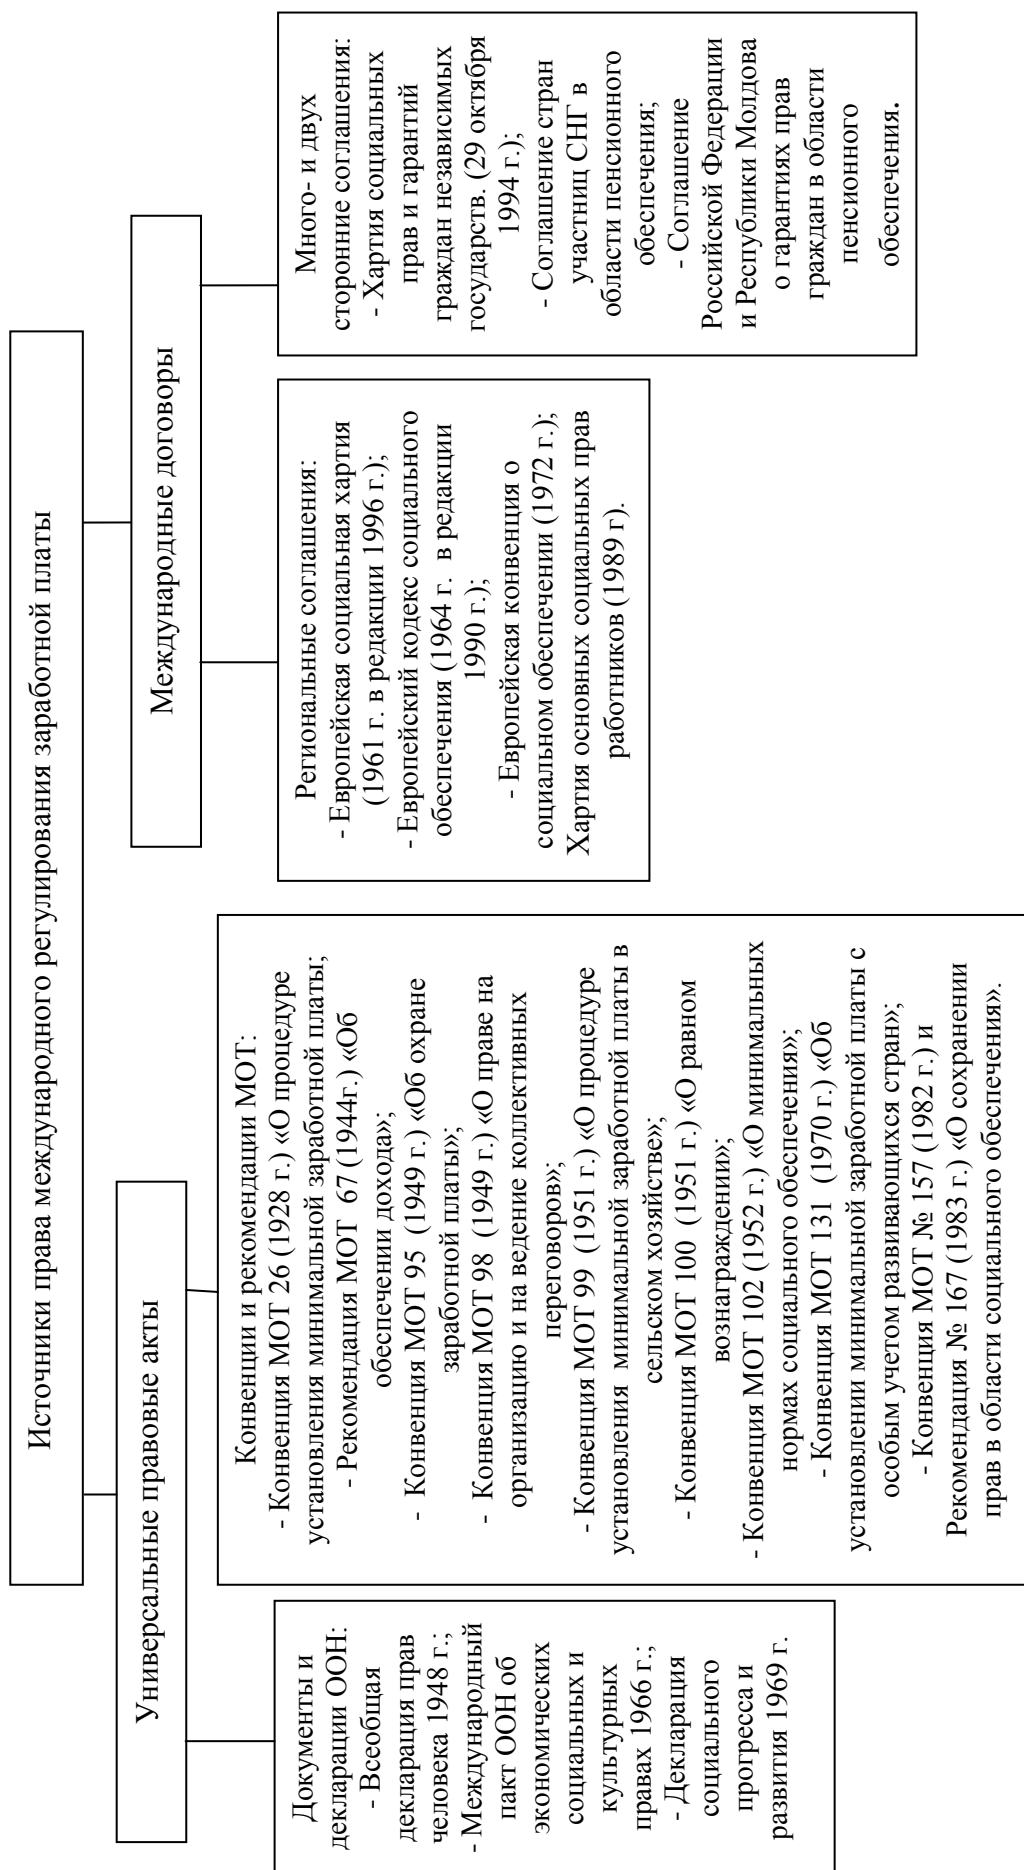 Источники права международного регулирования заработной платы
Универсальные правовые акты
Международные договоры
Документы и
декларации ООН:
- Всеобщая
декларация прав
человека 1948 г.;
- Международный
пакт ООН об
экономических
социальных и
культурных
правах 1966 г.;
- Декларация
социального
прогресса и
развития 1969 г.
Конвенции и рекомендации МОТ:
- Конвенция МОТ 26 (1928 г.) «О процедуре
установления минимальной заработной платы;
- Рекомендация МОТ 67 (1944г.) «Об
обеспечении дохода»;
- Конвенция МОТ 95 (1949 г.) «Об охране
заработной платы»;
- Конвенция МОТ 98 (1949 г.) «О праве на
организацию и на ведение коллективных
переговоров»;
- Конвенция МОТ 99 (1951 г.) «О процедуре
установления минимальной заработной платы в
сельском хозяйстве»;
- Конвенция МОТ 100 (1951 г.) «О равном
вознаграждении»;
- Конвенция МОТ 102 (1952 г.) «О минимальных
нормах социального обеспечения»;
- Конвенция МОТ 131 (1970 г.) «Об
установлении минимальной заработной платы с
особым учетом развивающихся стран»;
- Конвенция МОТ № 157 (1982 г.) и
Рекомендация № 167 (1983 г.) «О сохранении
прав в области социального обеспечения».
Региональные соглашения:
- Европейская социальная хартия
(1961 г. в редакции 1996 г.);
- Европейский кодекс социального
обеспечения (1964 г. в редакции
1990 г.);
- Европейская конвенция о
социальном обеспечении (1972 г.);
Хартия основных социальных прав
работников (1989 г).
Много- и двух
сторонние соглашения:
- Хартия социальных
прав и гарантий
граждан независимых
государств. (29 октября
1994 г.);
- Соглашение стран
участниц СНГ в
области пенсионного
обеспечения;
- Соглашение
Российской Федерации
и Республики Молдова
о гарантиях прав
граждан в области
пенсионного
обеспечения.